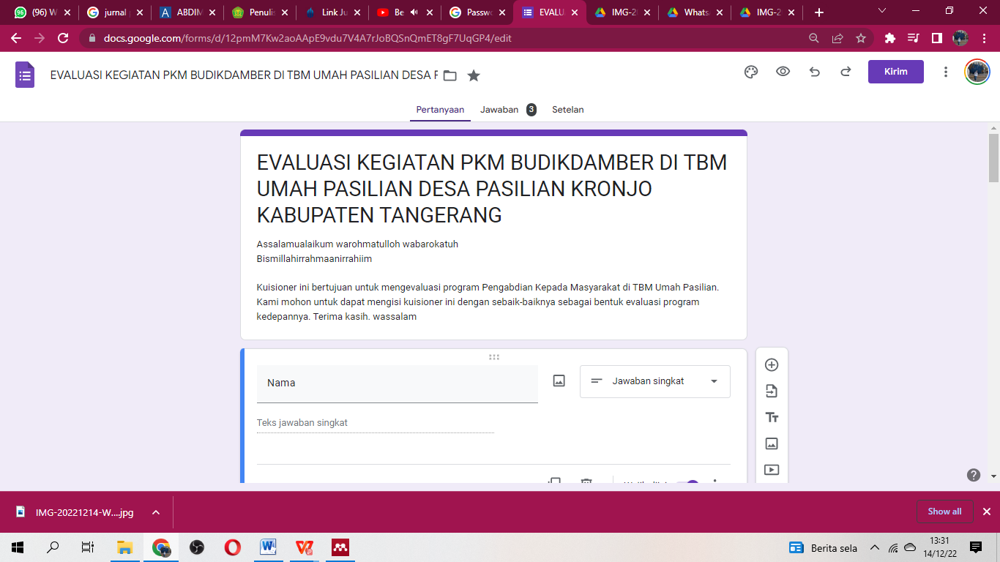 (96) W
jurnal
ABDIM
Penulis
Link Ju
Be
Passwo
EVALU
IMG-20
Whats
IMG-2
docs.google.com/forms/d/12pmM7Kw2aoAApE9vdu7V4A7rJoBQSnQmET8gF7UqGP4/edit
EVALUASI KEGIATAN PKM BUDIKDAMBER DI TBM UMAH PASILIAN DESA P
Kirim
Pertanyaan
Jawaban 3
Setelan
EVALUASI KEGIATAN PKM BUDIKDAMBER DI TBM
UMAH PASILIAN DESA PASILIAN KRONJO
KABUPATEN TANGERANG
Assalamualaikum warohmatulloh wabarokatuh
Bismillahirrahmaanirrahiim
Kuisioner ini bertujuan untuk mengevaluasi program Pengabdian Kepada Masyarakat di TBM Umah Pasilian.
Kami mohon untuk dapat mengisi kuisioner ini dengan sebaik-baiknya sebagai bentuk evaluasi program
kedepannya. Terima kasih. wassalam
Nama
Jawaban singkat
Teks jawaban singkat
IMG-20221214-W....jpg
Show all
Berita sela
13:31
14/12/22